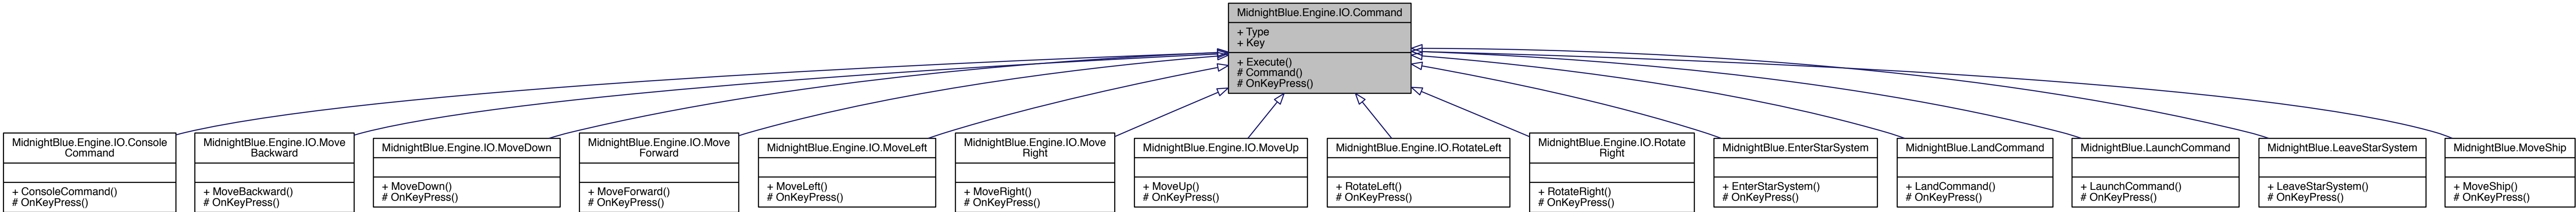 MidnightBlue.Engine.IO.Command
+ Type
+ Key
+ Execute()
# Command()
# OnKeyPress()
MidnightBlue.Engine.IO.Console
Command
+ ConsoleCommand()
# OnKeyPress()
MidnightBlue.Engine.IO.Move
Backward
+ MoveBackward()
# OnKeyPress()
MidnightBlue.Engine.IO.MoveDown
+ MoveDown()
# OnKeyPress()
MidnightBlue.Engine.IO.Move
Forward
+ MoveForward()
# OnKeyPress()
MidnightBlue.Engine.IO.MoveLeft
+ MoveLeft()
# OnKeyPress()
MidnightBlue.Engine.IO.Move
Right
+ MoveRight()
# OnKeyPress()
MidnightBlue.Engine.IO.MoveUp
+ MoveUp()
# OnKeyPress()
MidnightBlue.Engine.IO.RotateLeft
+ RotateLeft()
# OnKeyPress()
MidnightBlue.Engine.IO.Rotate
Right
+ RotateRight()
# OnKeyPress()
MidnightBlue.EnterStarSystem
+ EnterStarSystem()
# OnKeyPress()
MidnightBlue.LandCommand
+ LandCommand()
# OnKeyPress()
MidnightBlue.LaunchCommand
+ LaunchCommand()
# OnKeyPress()
MidnightBlue.LeaveStarSystem
+ LeaveStarSystem()
# OnKeyPress()
MidnightBlue.MoveShip
+ MoveShip()
# OnKeyPress()